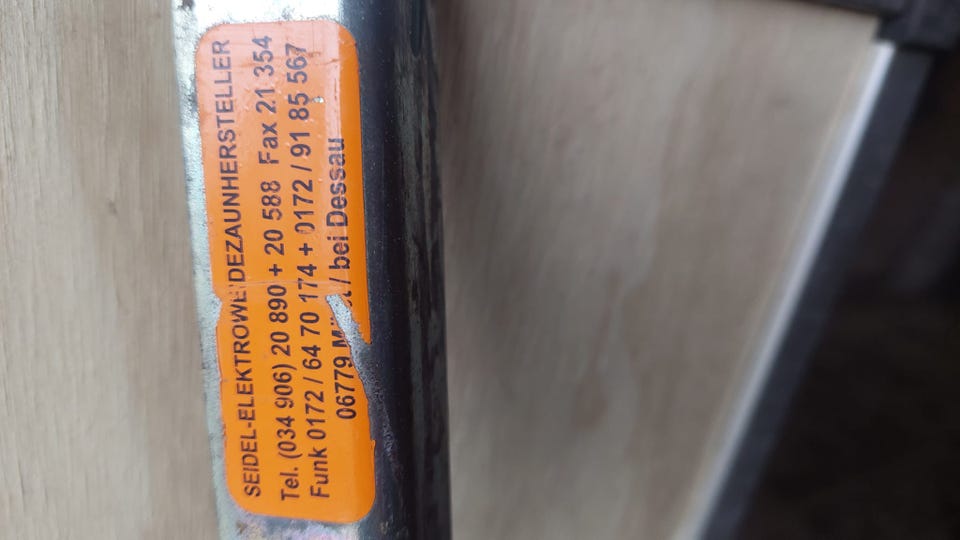 SEIDEL-ELEKTROWEIDEZAUNHERSTELLER
Tel. (034 906) 20 890 + 20 588 Fax 21 354
Funk 0172 / 64 70 174 + 0172 / 91 85 567
06779 / bei Dessau